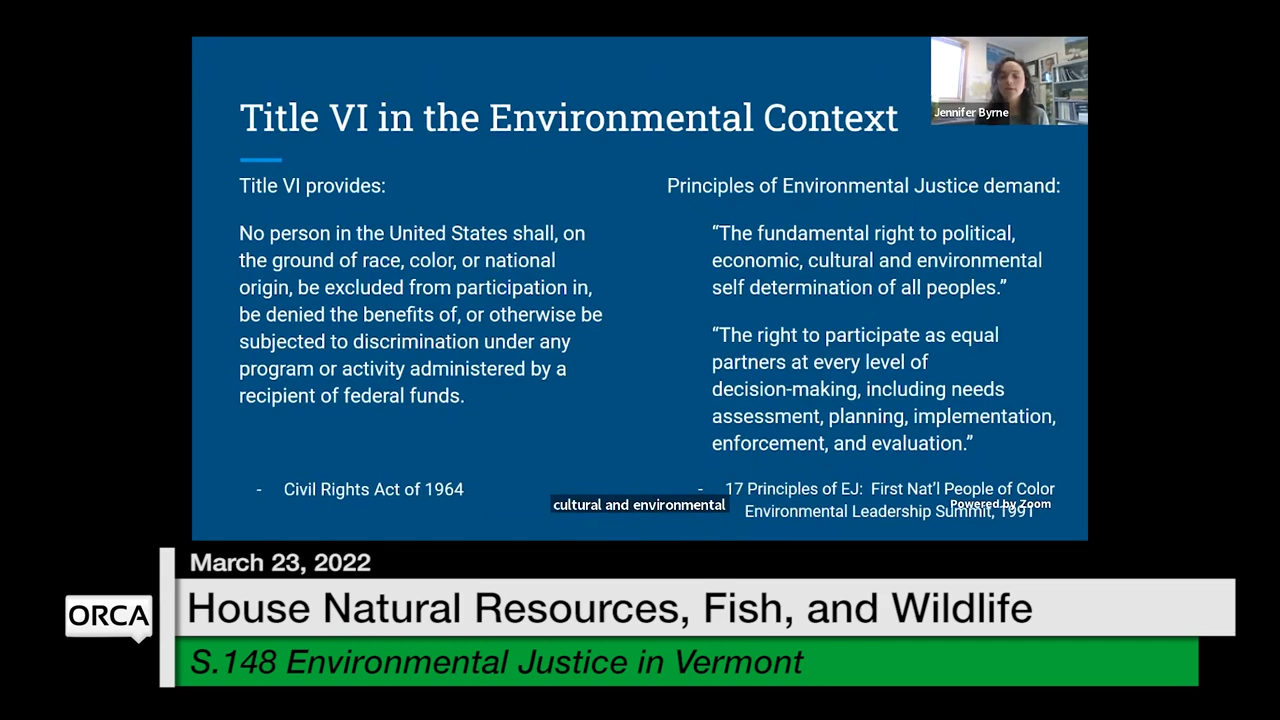 Title VI in the Environmental Context
Jennifer Byrne
Title VI provides:
No person in the United States shall, on
the ground of race, color, or national
origin, be excluded from participation in,
be denied the benefits of, or otherwise be
subjected to discrimination under any
program or activity administered by a
recipient of federal funds.
- Civil Rights Act of 1964
Principles of Environmental Justice demand:
“The fundamental right to political,
economic, cultural and environmental
self determination of all peoples.”
“The right to participate as equal
partners at every level of
decision-making, including needs
assessment, planning, implementation,
enforcement, and evaluation.”
- 17 Principles of EJ: First Nat’l People of Color
Environmental Leadership Summit, 1991
cultural and environmental
Powered by Zoom
March 23, 2022
ORCA
House Natural Resources, Fish, and Wildlife
S.148 Environmental Justice in Vermont